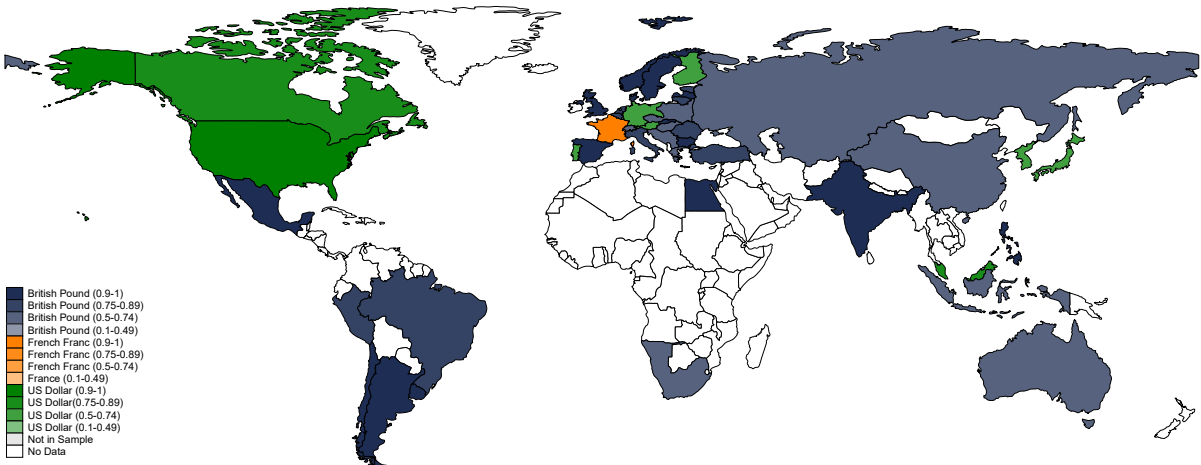 British Pound (0.9-1)
British Pound (0.75-0.89)
British Pound (0.5-0.74)
British Pound (0.1-0.49)
French Franc (0.9-1)
French Franc (0.75-0.89)
French Franc (0.5-0.74)
France (0.1-0.49)
US Dollar (0.9-1)
US Dollar(0.75-0.89)
US Dollar (0.5-0.74)
US Dollar (0.1-0.49)
Not in Sample
No Data